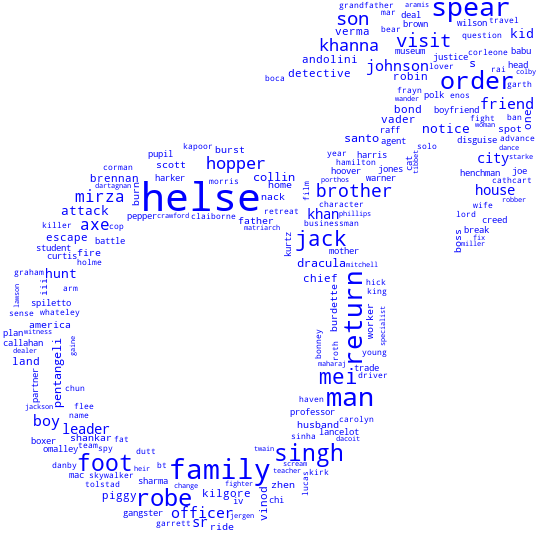 grandfather mar aramis
spear
son deal brown wilson travel
verma bear visit question kid
khanna museum justice corleone babu
andolini johnson lover s rai head colby
detective robin order garth
boca frayn polk enos friend
wander bond boyfriend ban one
vader notice fight woman spot advance
santo raff agent disguise dance
kapoor burst year harris cat solo city starke
pupil hopper hamilton tibbet henchman joe
corman scott collin hoover jones cathcart
brennan harker morris home porthos warner house robber
dartagnan burn helse nack film brother wife
mirza character lord creed
attack pepper crawford claiborne retreat khan phillips boss break
killer axe cop father businessman fix
escape battle matriarch kurtz jack miller
student fire mother
curtis holme dracula mitchell
graham hunt chief hick
lawson iii arm return king
sense spiletto burdette worker specialist
america whateley
plan witness bonney
callahan gaine roth young
dealer pentangeli maharaj trade
land mei driver
partner chun haven man
jackson flee professor carolyn
boy name husband lancelot
leader sinha dacoit
boxer shankar fat
omalley team spy dutt twain singh
danby foot heir bt family scream kirk
mac skywalker change teacher
tolstad sharma fighter zhen lucas
piggy robe kilgore iv vinod chi
gangster officer jergen
garrett sr ride